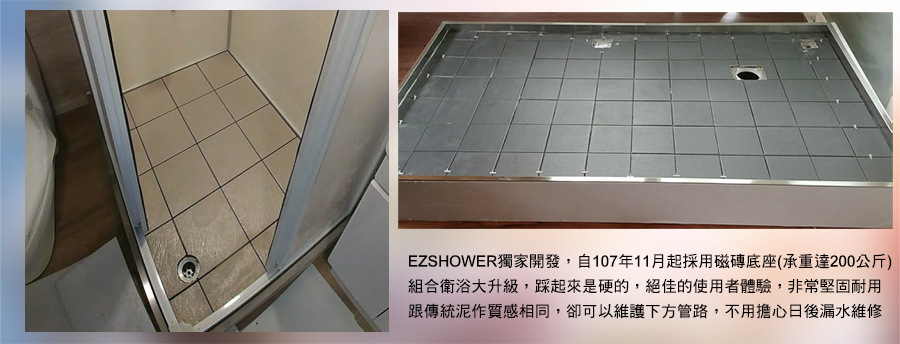 EZSHOWER獨家開發，自107年11月起採用磁磚底座(承重達200公斤)
組合衛浴大升級，踩起來是硬的，絕佳的使用者體驗，非常堅固耐用
跟傳統泥作質感相同，卻可以維護下方管路，不用擔心日後漏水維修